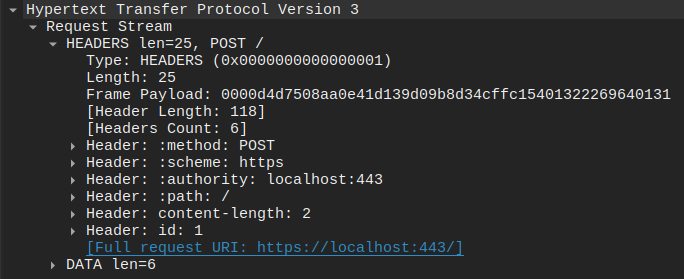 Hypertext Transfer Protocol Version 3
Request Stream
HEADERS len=25, POST /
Type: HEADERS (0x0000000000000001)
Length: 25
Frame Payload: 0000d4d7508aa0e41d139d09b8d34cffc15401322269640131
[Header Length: 118]
[Headers Count: 6]
Header: :method: POST
Header: :scheme: https
Header: :authority: localhost:443
Header: :path: /
Header: content-length: 2
Header: id: 1
[Full request URI: https://localhost:443/]
DATA len=6